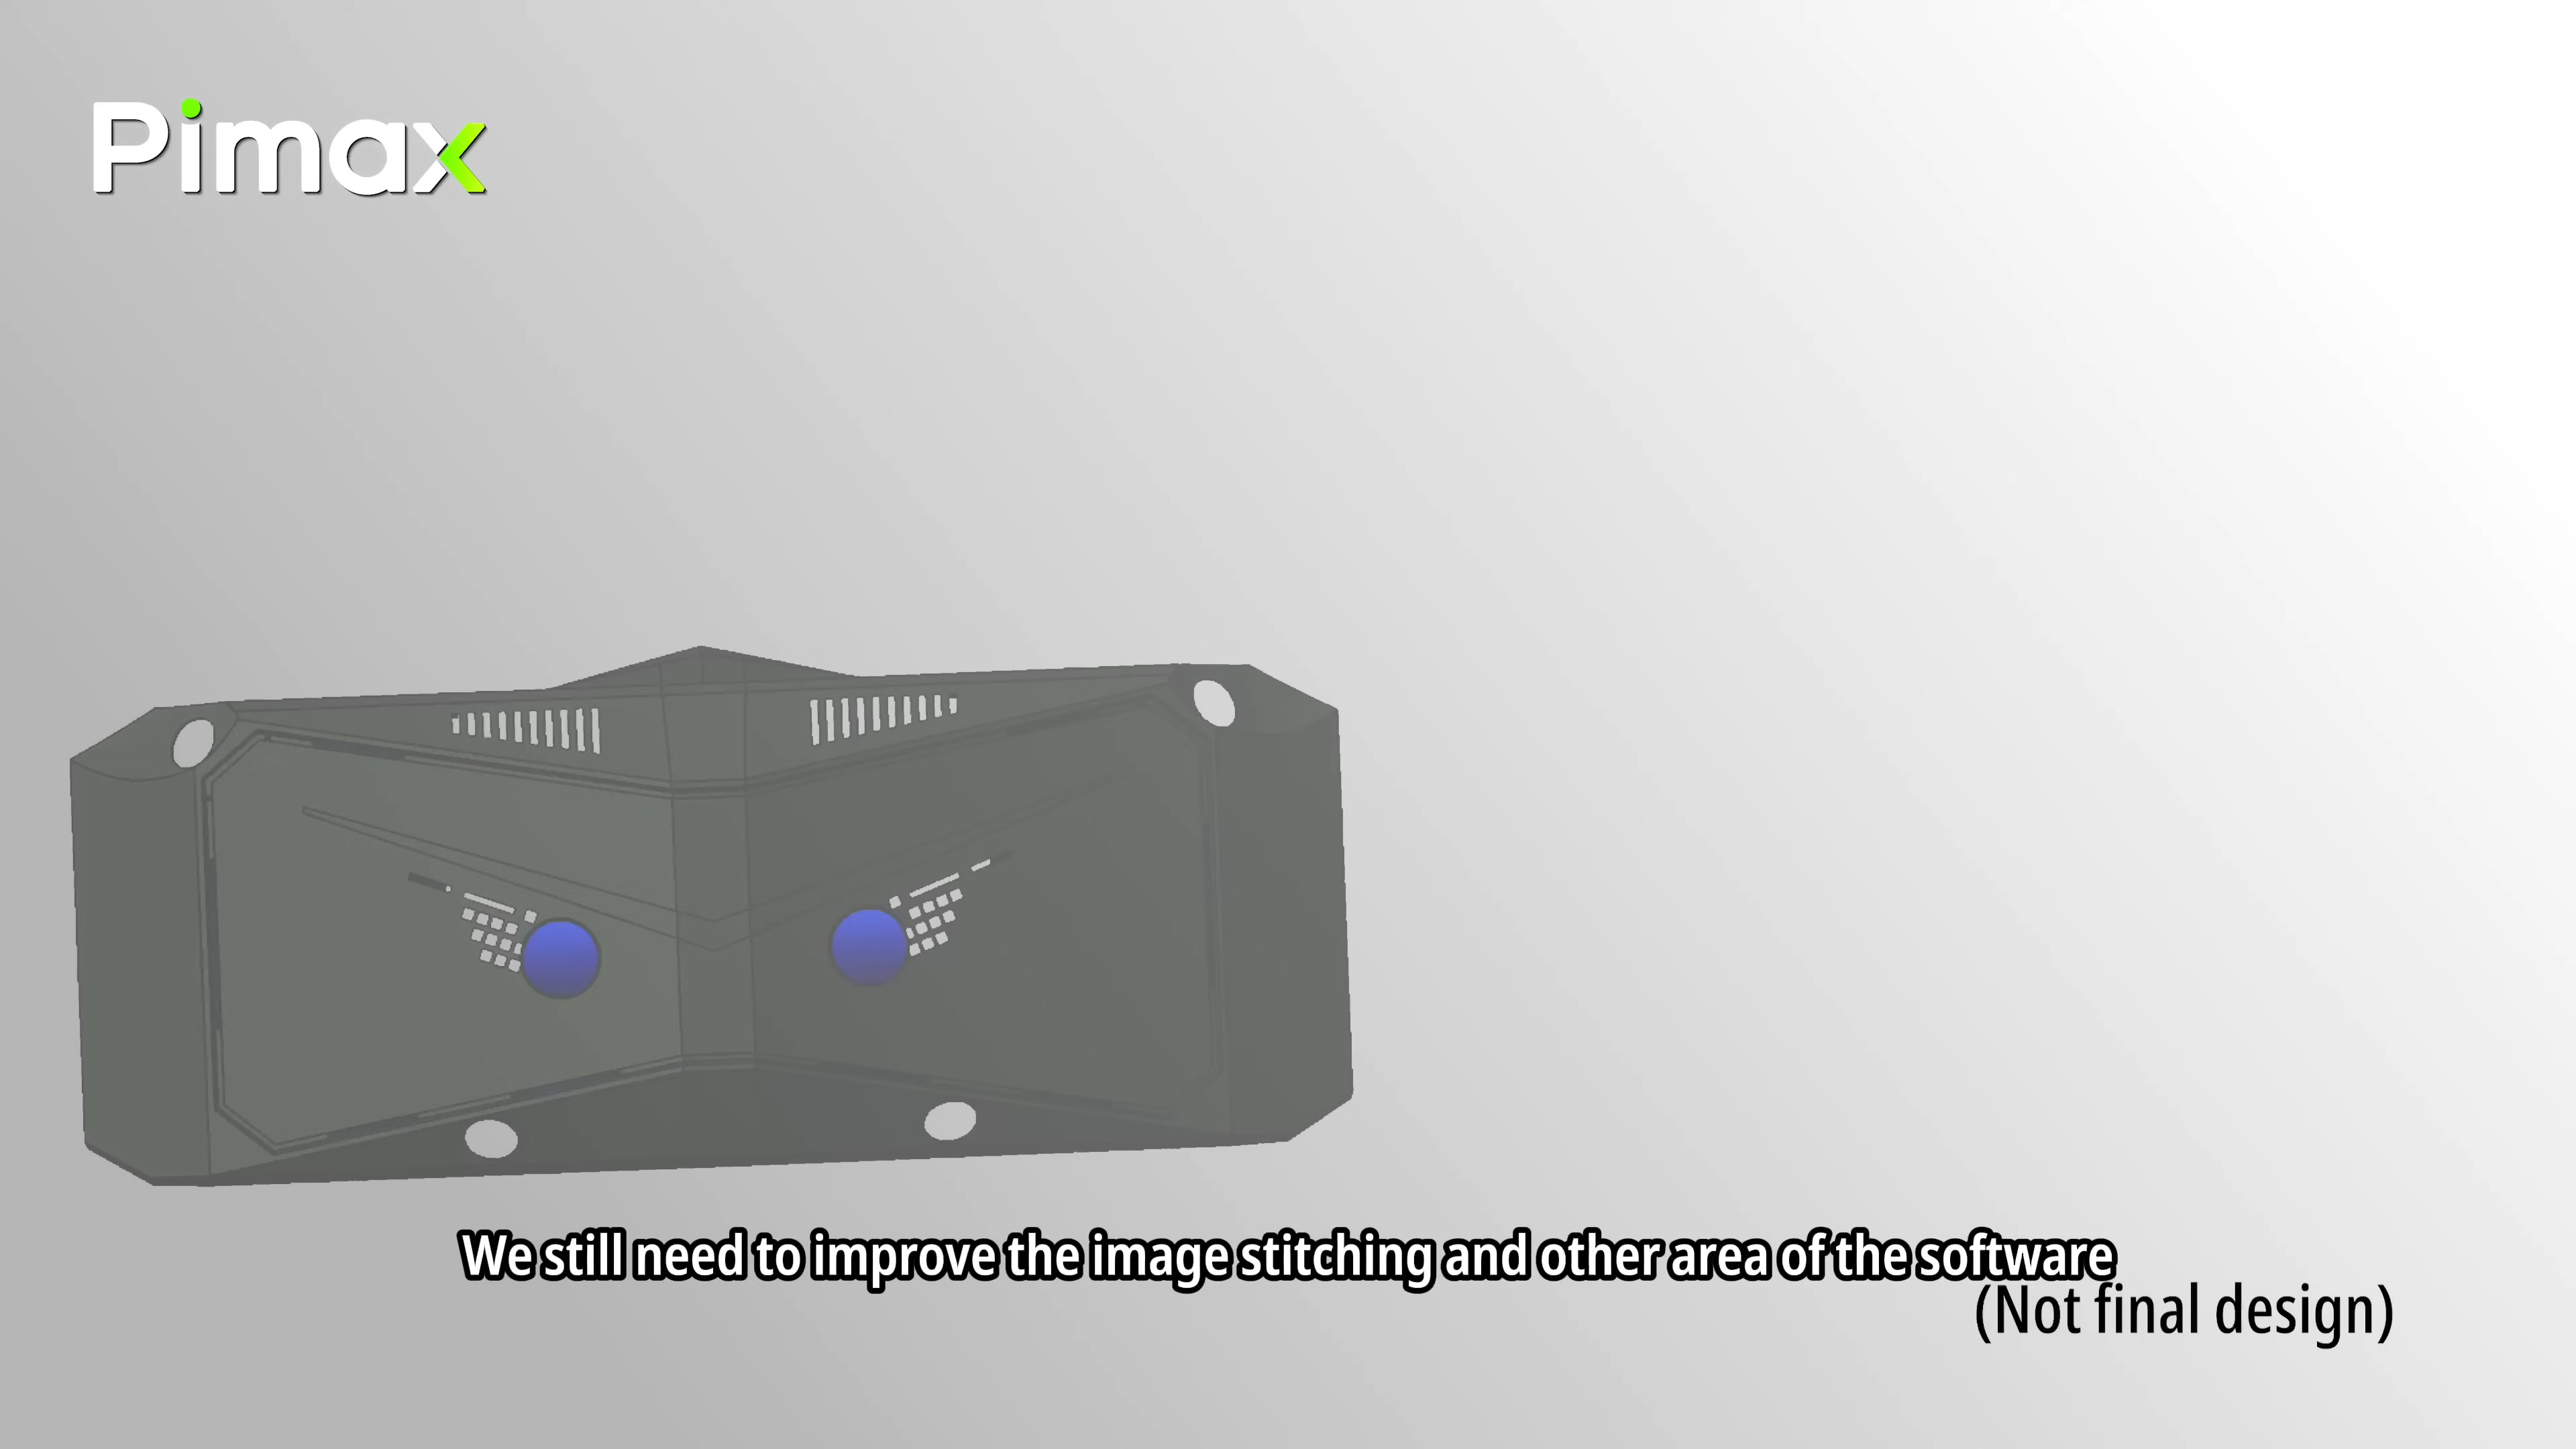 Pimax
We still need to improve the image stitching and other area of the software
(Not final design)